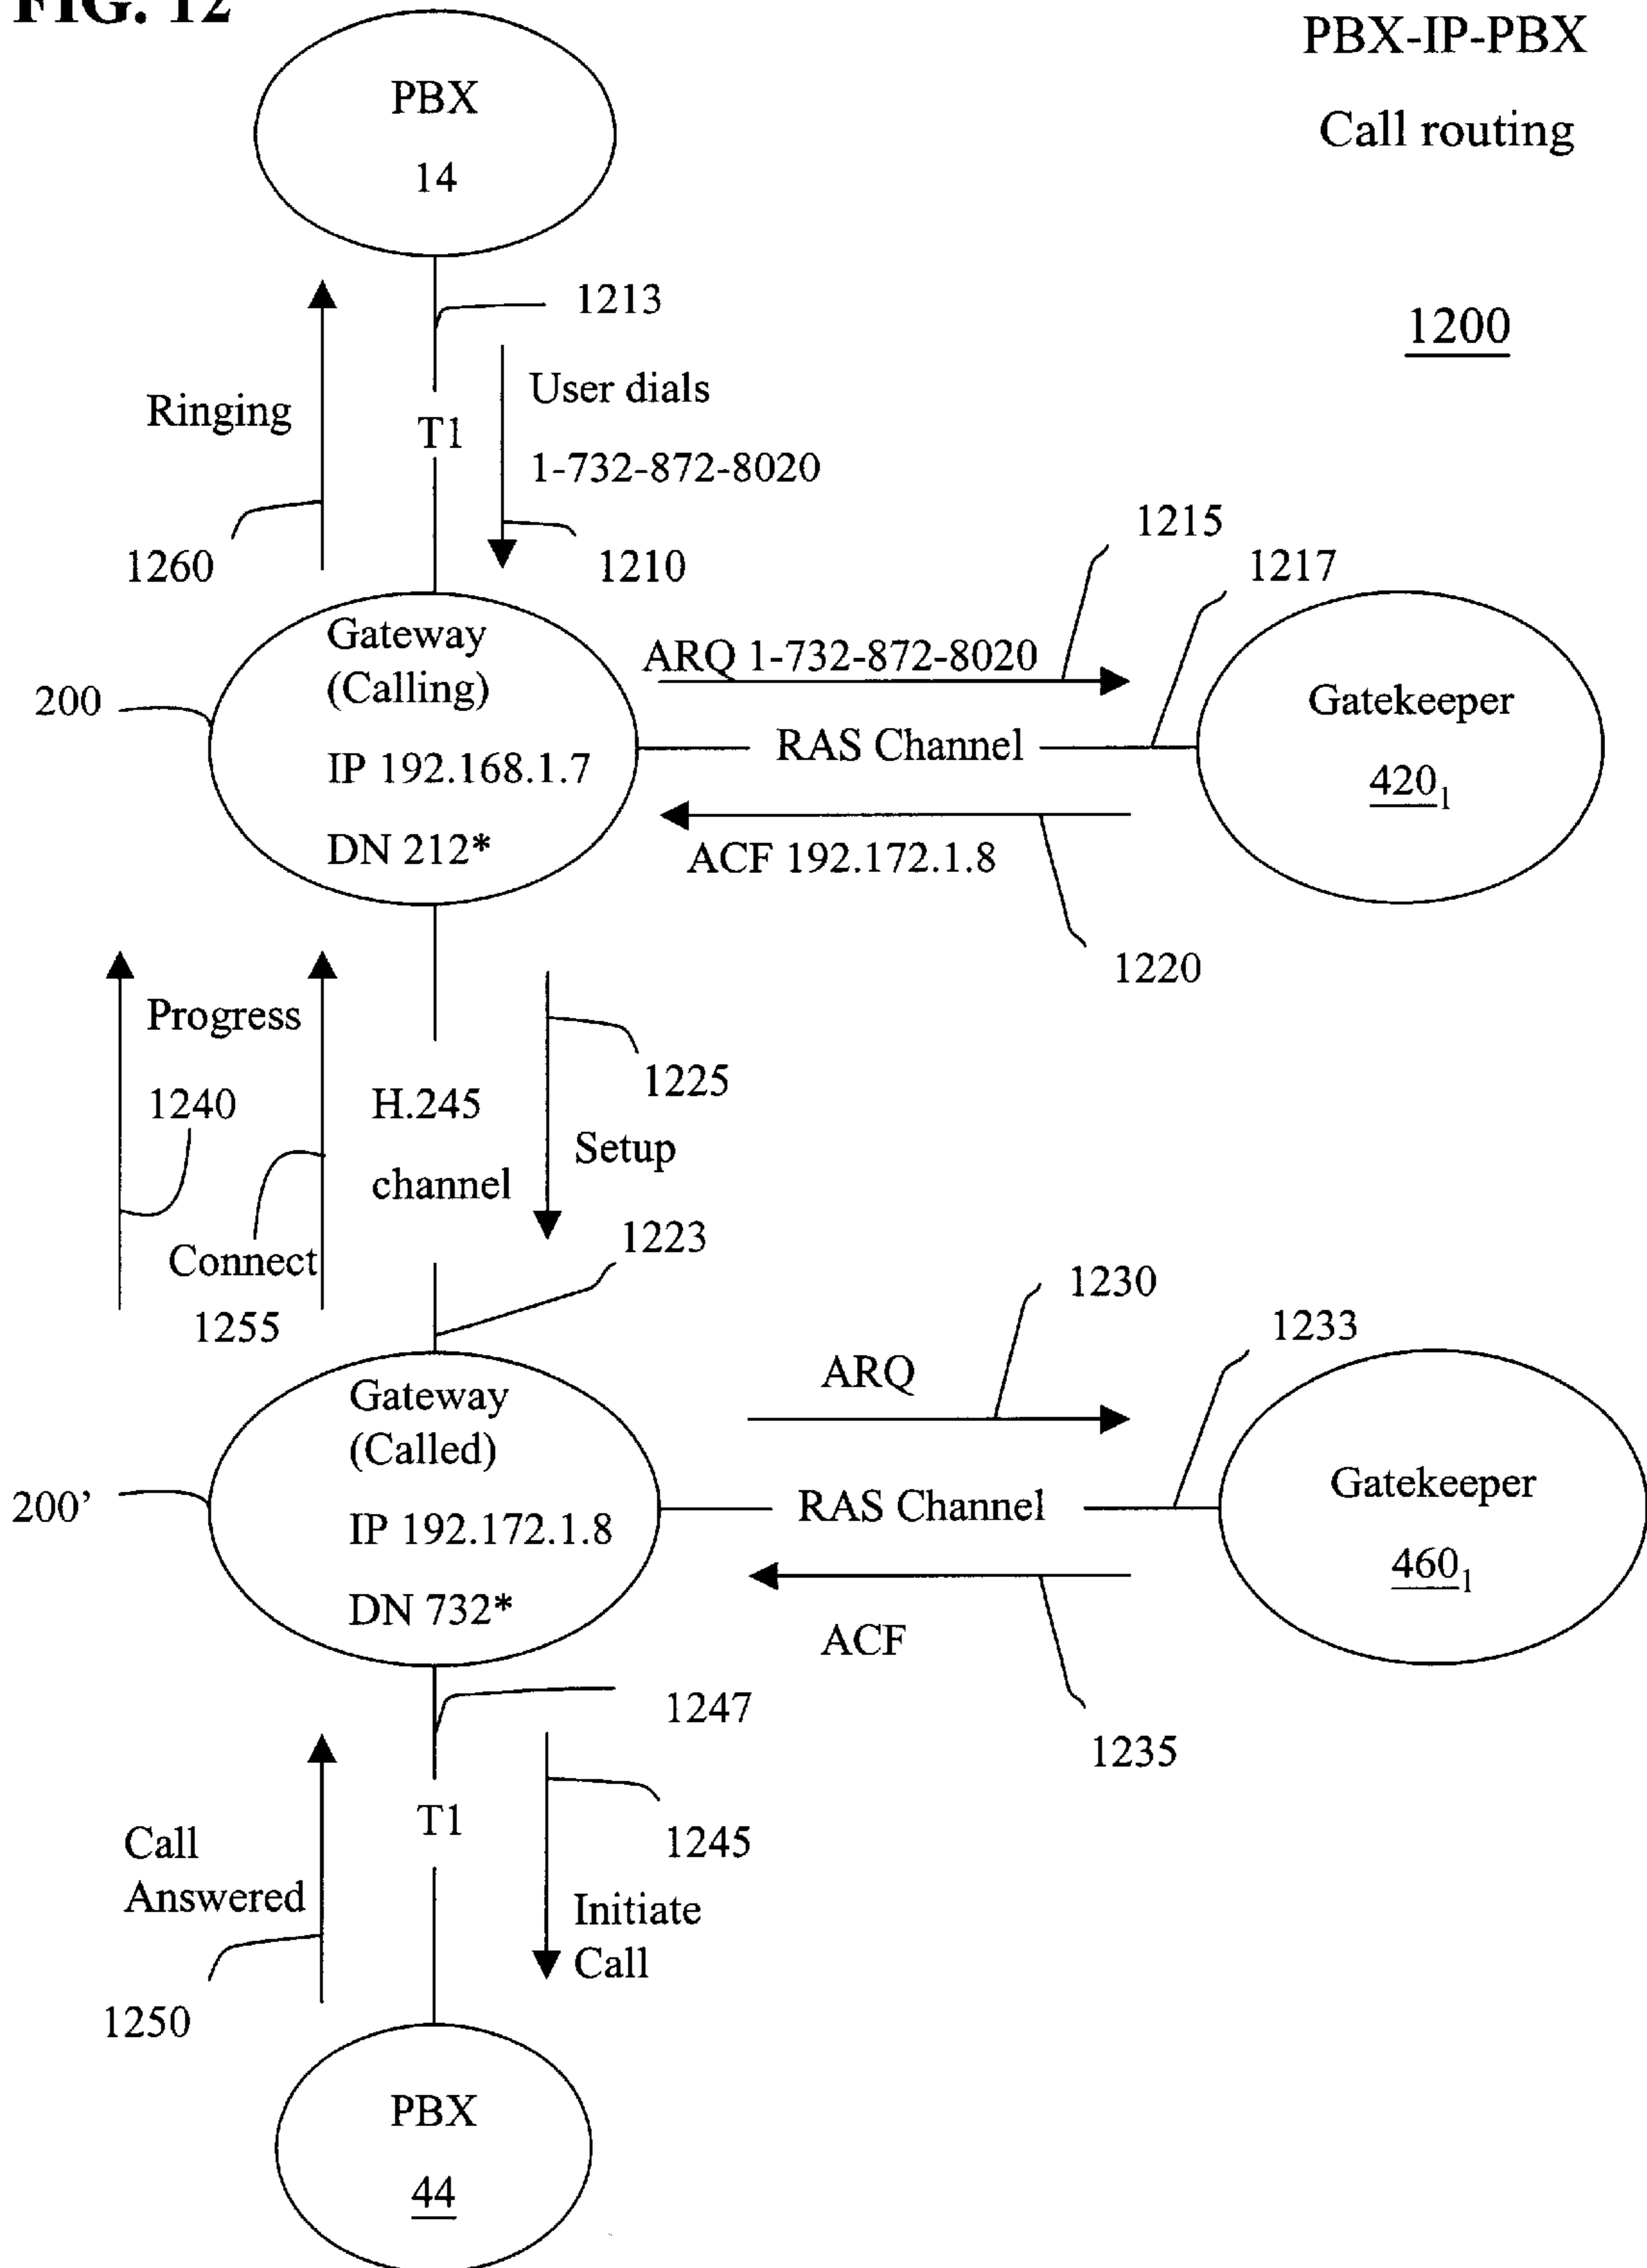 FIG. 12
PBX-IP-PBX
Call routing
1200
PBX
14
1213
Ringing
T1
User dials
1-732-872-8020
1260
1210
1215
1217
Gateway
(Calling)
IP 192.168.1.7
DN 212*
200
ARQ 1-732-872-8020
RAS Channel
ACF 192.172.1.8
1220
Gatekeeper
420₁
Progress
1240
H.245
channel
1225
Setup
Connect
1255
1223
1230
1233
Gateway
(Called)
IP 192.172.1.8
DN 732*
200’
ARQ
RAS Channel
ACF
1235
Gatekeeper
460₁
1247
T1
1245
Call
Answered
Initiate
Call
1250
PBX
44